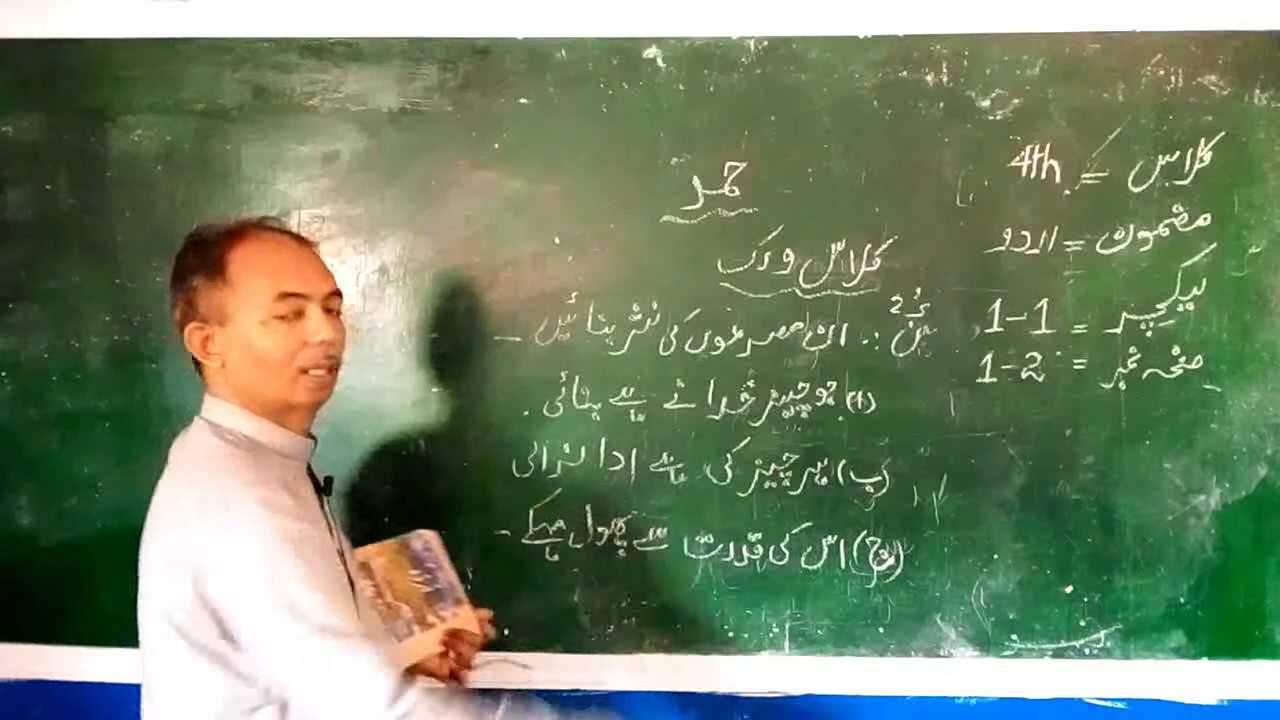 کلاس = 4th
مضمون = اردو
لیکچر = 1-1
صفحہ نمبر = 1-2
حمد
کلاس ورک
س نمبر 2 :. ان مصرعوں کی نثر بنائیں -
(ا) جو چیز خدا نے ہے بنائی .
(ب) ہر چیز کی ہے ادا نرالی
(ج) اس کی قدرت سے پھول مہکے -